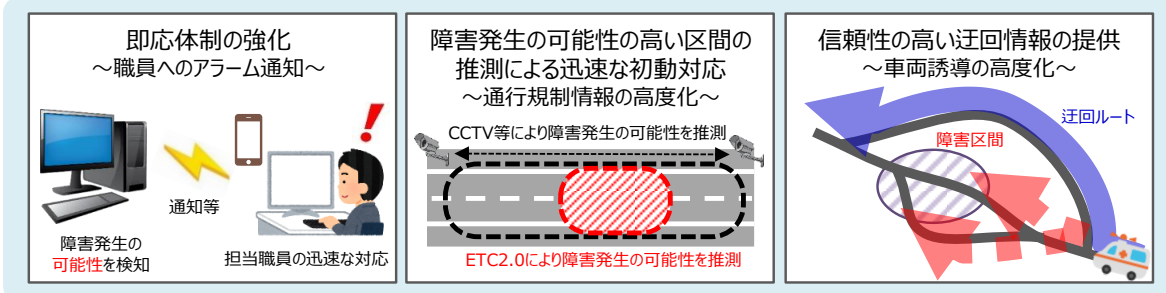 即応体制の強化
～職員へのアラーム通知～
通知等
障害発生の
可能性を検知
担当職員の迅速な対応
障害発生の可能性の高い区間の
推測による迅速な初動対応
～通行規制情報の高度化～
CCTV等により障害発生の可能性を推測
ETC2.0により障害発生の可能性を推測
信頼性の高い迂回情報の提供
～車両誘導の高度化～
迂回ルート
障害区間